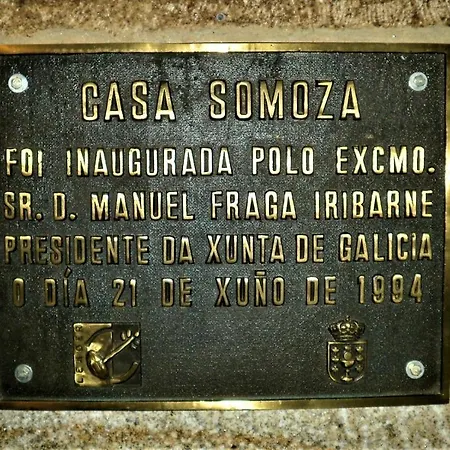 CASA SOMOZA
FOI INAUGURADA POLO EXCMO.
SR. D. MANUEL FRAGA IRIBARNE
PRESIDENTE DA XUNTA DE GALICIA
O DÍA 21 DE XUÑO DE 1994